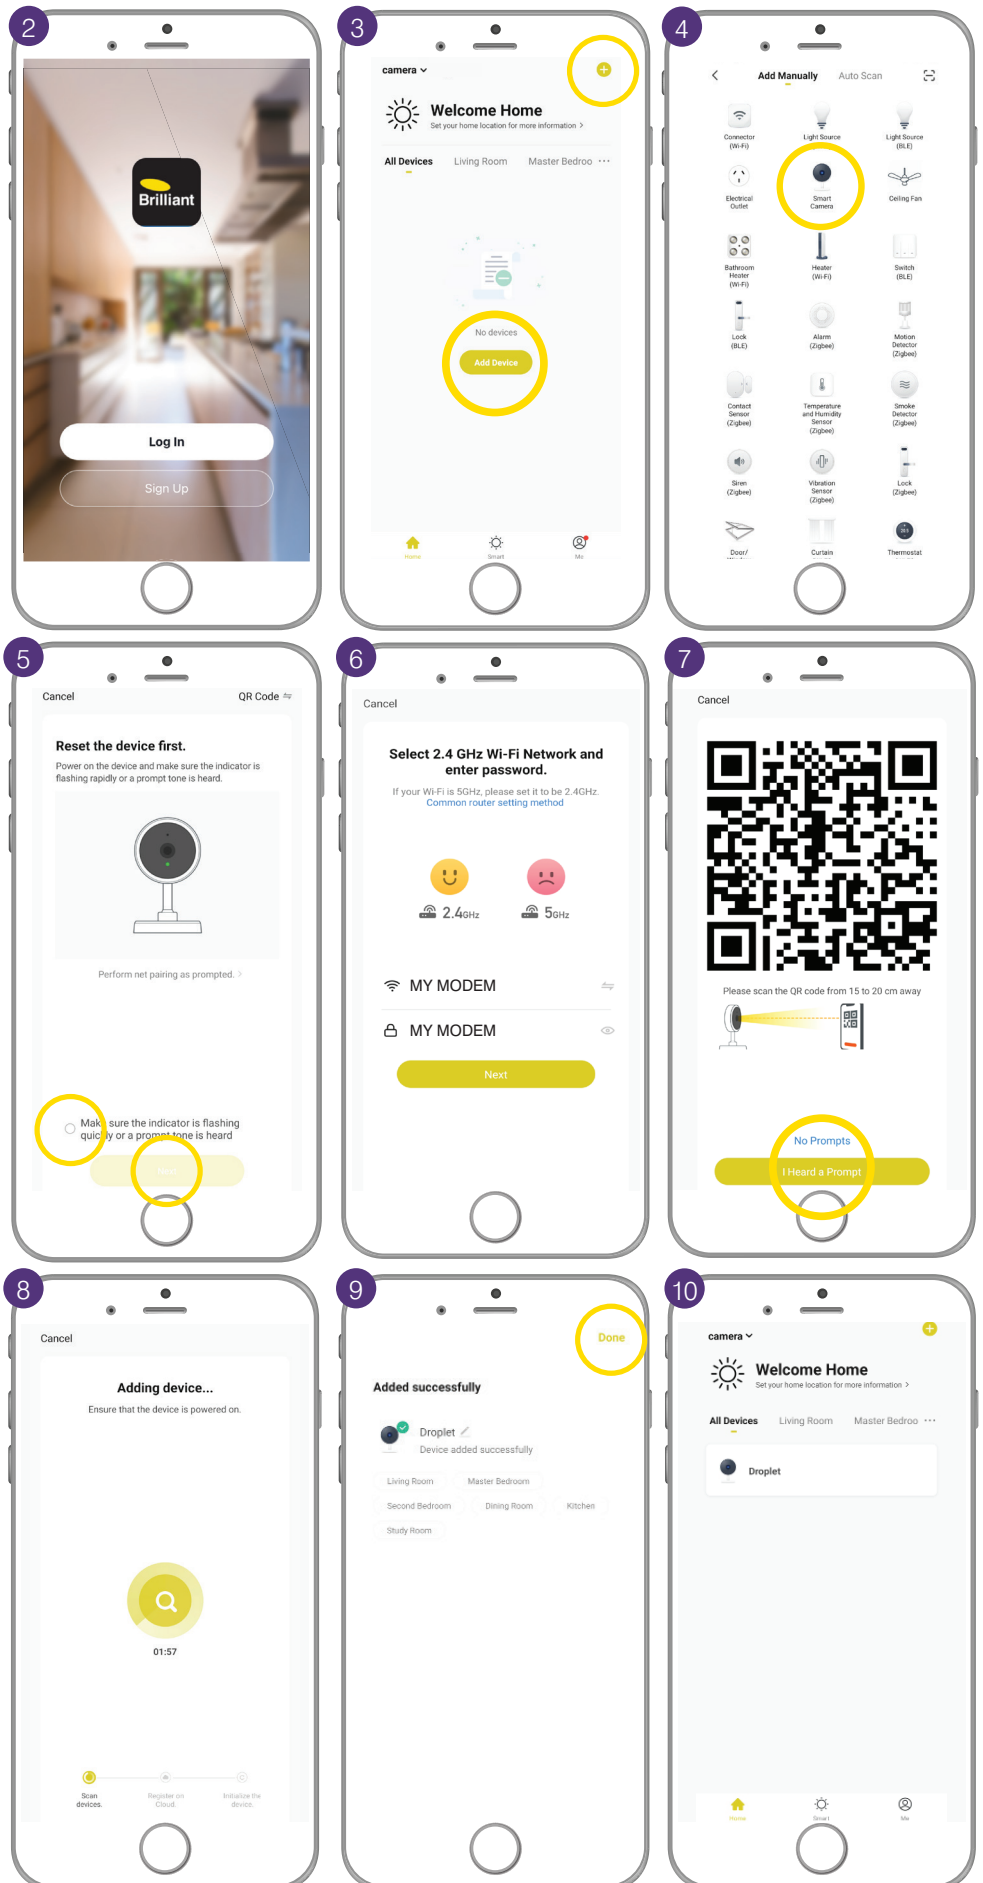 2
Brilliant
Log In
Sign Up
3
camera
Welcome Home
Set your home location for more information >
All Devices Living Room Master Bedroo ···
No devices
Add Device
Home Smart Me
4
Add Manually Auto Scan
Connector
(Wi-Fi)
Light Source
Light Source
(BLE)
Electrical
Outlet
Smart
Camera
Ceiling Fan
Bathroom
Heater
(Wi-Fi)
Heater
(Wi-Fi)
Switch
(BLE)
Lock
(BLE)
Alarm
(Zigbee)
Motion
Detector
(Zigbee)
Contact
Sensor
(Zigbee)
Temperature
and Humidity
Sensor
(Zigbee)
Smoke
Detector
(Zigbee)
Siren
(Zigbee)
Vibration
Sensor
(Zigbee)
Lock
(Zigbee)
Door/
Curtain
Thermostat
5
Cancel QR Code
Reset the device first.
Power on the device and make sure the indicator is
flashing rapidly or a prompt tone is heard.
Perform net pairing as prompted. >
Make sure the indicator is flashing
quickly or a prompt tone is heard
Next
6
Cancel
Select 2.4 GHz Wi-Fi Network and
enter password.
If your Wi-Fi is 5GHz, please set it to be 2.4GHz.
Common router setting method
2.4GHz 5GHz
MY MODEM
MY MODEM
Next
7
Cancel
Please scan the QR code from 15 to 20 cm away
No Prompts
I Heard a Prompt
8
Cancel
Adding device...
Ensure that the device is powered on.
01:57
Scan
devices.
Register on
Cloud.
Initialize the
device.
9
Done
Added successfully
Droplet
Device added successfully
Living Room Master Bedroom
Second Bedroom Dining Room Kitchen
Study Room
10
camera
Welcome Home
Set your home location for more information >
All Devices Living Room Master Bedroo ···
Droplet
Home Smart Me